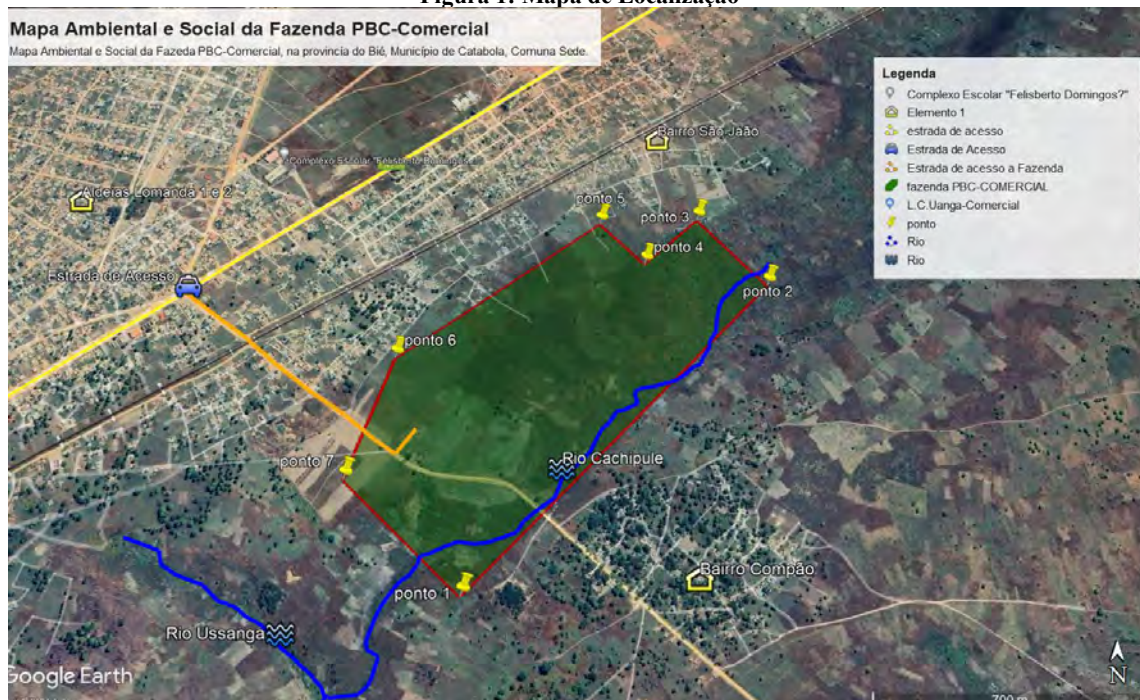 Figura 1: Mapa de Localização
Mapa Ambiental e Social da Fazenda PBC-Comercial
Mapa Ambiental e Social da Fazeda PBC-Comercial, na provincia do Bié, Município de Catabola, Comuna Sede.
Legenda
Complexo Escolar "Felisberto Domingos?"
Elemento 1
estrada de acesso
Estrada de Acesso
Estrada de acesso a Fazenda
fazenda PBC-COMERCIAL
L.C.Uanga-Comercial
ponto
Rio
Rio
Bairro São Jaão
Complexo Escolar "Felisberto Domingos
Aldeias Lomanda 1 e 2
ponto 5
ponto 3
ponto 4
Estrada de Acesso
ponto 2
ponto 6
ponto 7
Rio Cachipule
Bairro Compão
ponto 1
Rio Ussanga
Google Earth
N
700 m